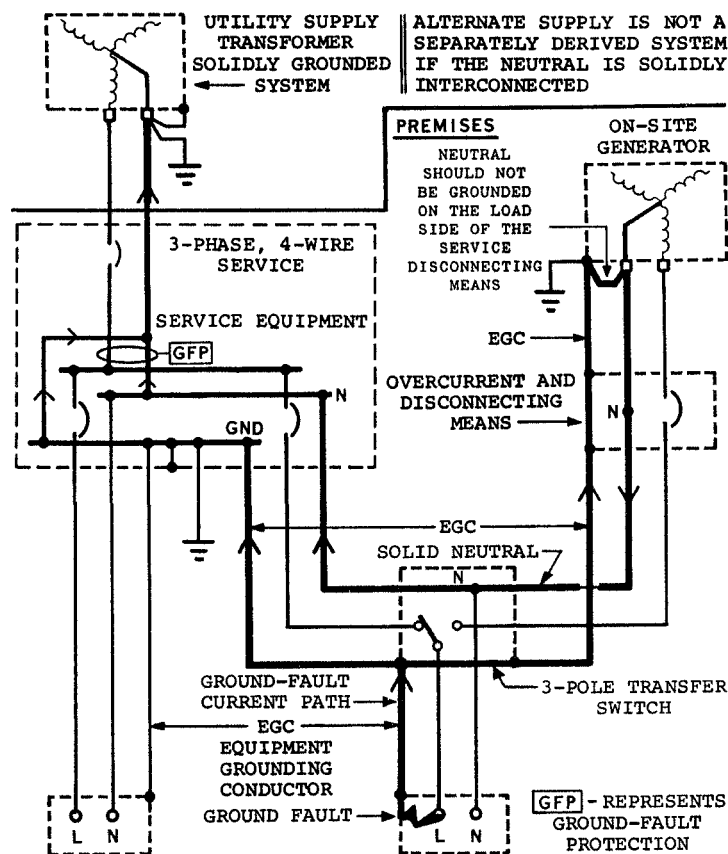 UTILITY SUPPLY
TRANSFORMER
SOLIDLY GROUNDED
SYSTEM
ALTERNATE SUPPLY IS NOT A
SEPARATELY DERIVED SYSTEM
IF THE NEUTRAL IS SOLIDLY
INTERCONNECTED
PREMISES
ON-SITE
GENERATOR
NEUTRAL
SHOULD NOT
BE GROUNDED
ON THE LOAD
SIDE OF THE
SERVICE
DISCONNECTING
MEANS
3-PHASE, 4-WIRE
SERVICE
SERVICE EQUIPMENT
GFP
EGC
N
OVERCURRENT AND
DISCONNECTING
MEANS
N
GND
EGC
SOLID NEUTRAL
N
GROUND-FAULT
CURRENT PATH
3-POLE TRANSFER
SWITCH
EGC
EQUIPMENT
GROUNDING
CONDUCTOR
GROUND FAULT
L N
L N
GFP - REPRESENTS
GROUND-FAULT
PROTECTION